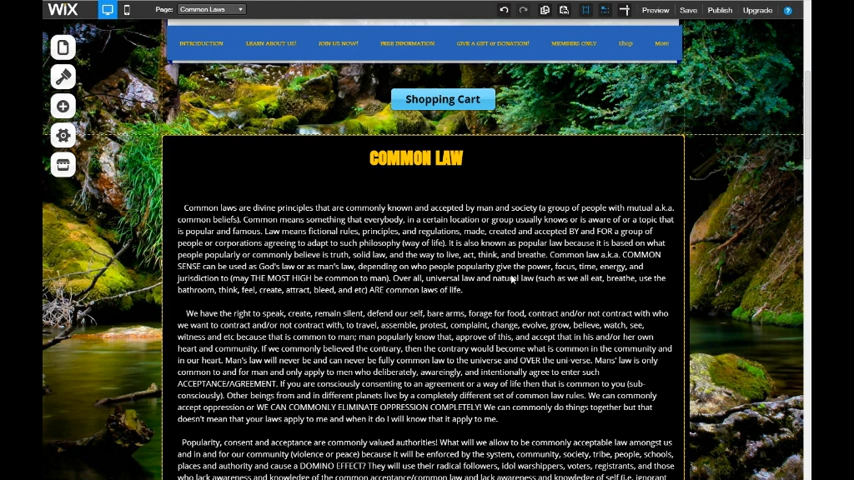 WIX
Page: Common Laws
Preview Save Publish Upgrade ?
INTRODUCTION LEARN ABOUT US! JOIN US NOW! FREE INFORMATION GIVE A GIFT or DONATION! MEMBERS ONLY Shop More
Shopping Cart
COMMON LAW
Common laws are divine principles that are commonly known and accepted by man and society (a group of people with mutual a.k.a.
common beliefs). Common means something that everybody, in a certain location or group usually knows or is aware of or a topic that
is popular and famous. Law means fictional rules, principles, and regulations, made, created and accepted BY and FOR a group of
people or corporations agreeing to adapt to such philosophy (way of life). It is also known as popular law because it is based on what
people popularly or commonly believe is truth, solid law, and the way to live, act, think, and breathe. Common law a.k.a. COMMON
SENSE can be used as God's law or as man's law, depending on who people popularity give the power, focus, time, energy, and
jurisdiction to (may THE MOST HIGH be common to man). Over all, universal law and natural law (such as we all eat, breathe, use the
bathroom, think, feel, create, attract, bleed, and etc) ARE common laws of life.
We have the right to speak, create, remain silent, defend our self, bare arms, forage for food, contract and/or not contract with who
we want to contract and/or not contract with, to travel, assemble, protest, complaint, change, evolve, grow, believe, watch, see,
witness and etc because that is common to man; man popularly know that, approve of this, and accept that in his and/or her own
heart and community. If we commonly believed the contrary, then the contrary would become what is common in the community and
in our heart. Man's law will never be and can never be fully common law to the universe and OVER the uni-verse. Mans' law is only
common to and for man and only apply to men who deliberately, awareingly, and intentionally agree to enter such
ACCEPTANCE/AGREEMENT. If you are consciously consenting to an agreement or a way of life then that is common to you (sub-
consciously). Other beings from and in different planets live by a completely different set of common law rules. We can commonly
accept oppression or WE CAN COMMONLY ELIMINATE OPPRESSION COMPLETELY! We can commonly do things together but that
doesn't mean that your laws apply to me and when it do I will know that it apply to me.
Popularity, consent and acceptance are commonly valued authorities! What will we allow to be commonly acceptable law amongst us
and in and for our community (violence or peace) because it will be enforced by the system, community, society, tribe, people, schools,
places and authority and cause a DOMINO EFFECT? They will use their radical followers, idol warshippers, voters, registrants, and those
who lack awareness and knowledge of the common acceptance/common law and lack awareness and knowledge of self (i.e. ignorant